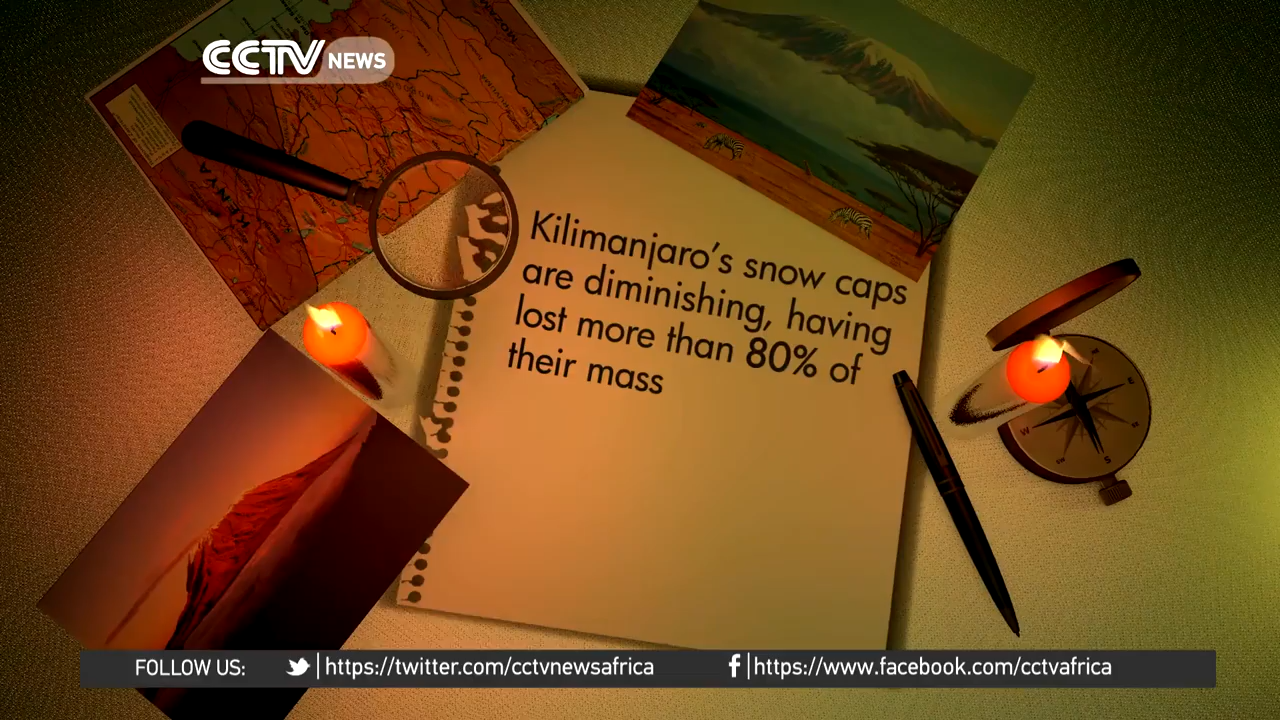 CCTV NEWS
KENYA
Kilimanjaro's snow caps
are diminishing, having
lost more than 80% of
their mass
E
W
S
FOLLOW US: https://twitter.com/cctvnewsafrica https://www.facebook.com/cctvafrica